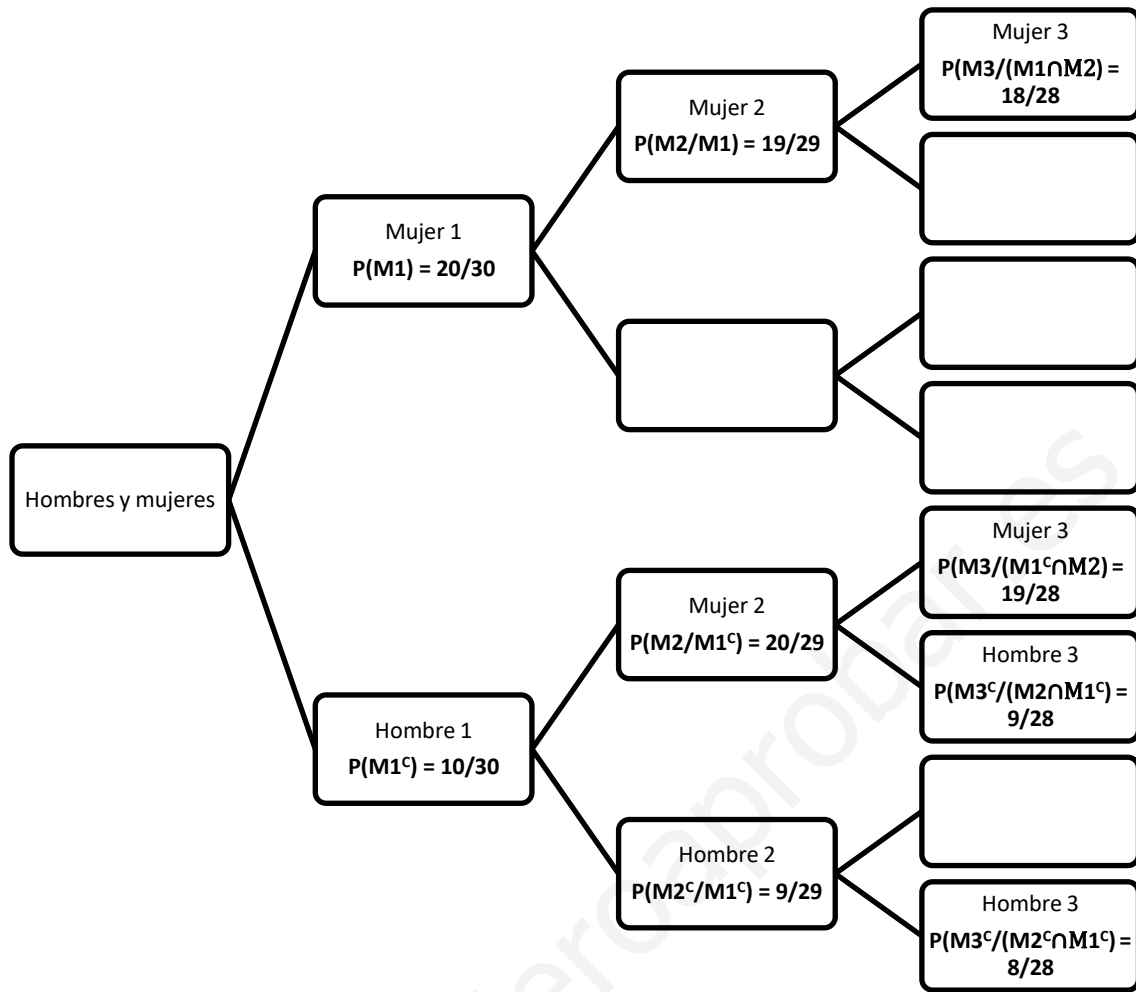 Mujer 3
P(M3/(M1∩M2) =
18/28
Mujer 2
P(M2/M1) = 19/29
Mujer 1
P(M1) = 20/30
Hombres y mujeres
Mujer 3
P(M3/(M1ᶜ∩M2) =
19/28
Mujer 2
P(M2/M1ᶜ) = 20/29
Hombre 3
P(M3ᶜ/(M2∩M1ᶜ) =
9/28
Hombre 1
P(M1ᶜ) = 10/30
Hombre 2
P(M2ᶜ/M1ᶜ) = 9/29
Hombre 3
P(M3ᶜ/(M2ᶜ∩M1ᶜ) =
8/28
eroaprobar.es